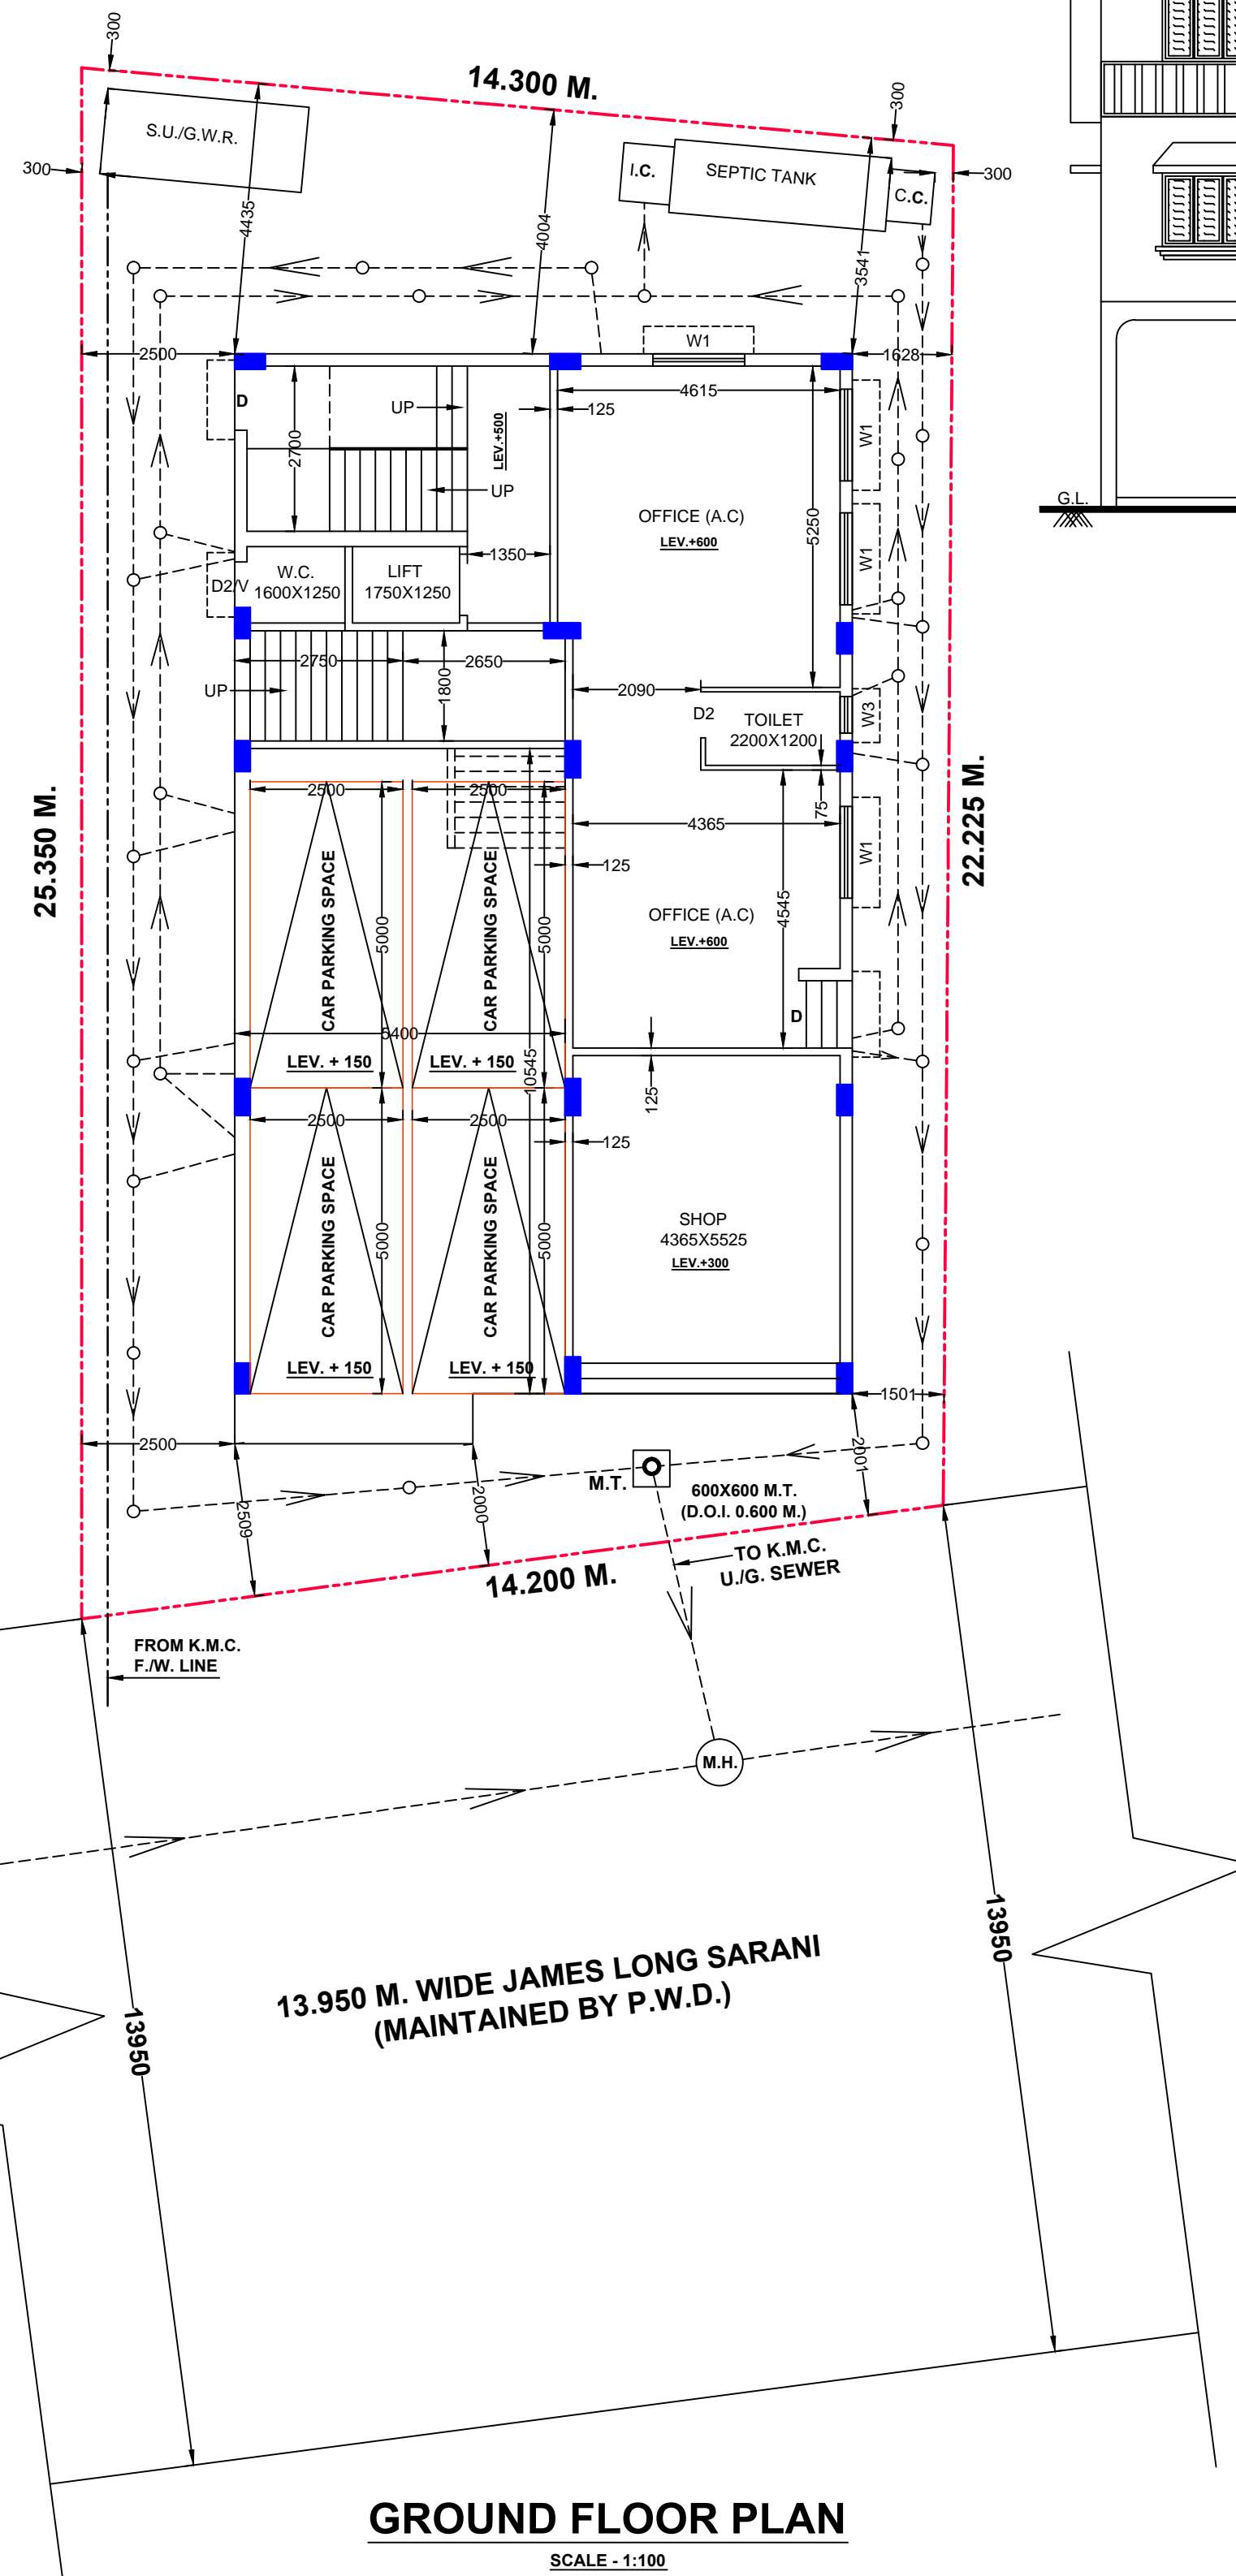 300
14.300 M.
300
S.U./G.W.R.
300
I.C.
SEPTIC TANK
C.C.
300
4435
4004
3541
W1
2500
1628
D
UP
4615
125
2700
LEV.+500
W1
UP
G.L.
OFFICE (A.C)
LEV.+600
5250
1350
W1
D2/V
W.C.
1600X1250
LIFT
1750X1250
2750
2650
1800
UP
2090
D2
TOILET
2200X1200
W3
2500
2500
75
4365
125
W1
25.350 M.
22.225 M.
CAR PARKING SPACE
5000
CAR PARKING SPACE
5000
4545
OFFICE (A.C)
LEV.+600
D
5400
LEV. + 150
LEV. + 150
10545
125
2500
2500
125
CAR PARKING SPACE
5000
CAR PARKING SPACE
5000
SHOP
4365X5525
LEV.+300
LEV. + 150
LEV. + 150
1501
2500
2509
2000
2001
M.T.
600X600 M.T.
(D.O.I. 0.600 M.)
TO K.M.C.
U./G. SEWER
14.200 M.
FROM K.M.C.
F./W. LINE
M.H.
13950
13950
13.950 M. WIDE JAMES LONG SARANI
(MAINTAINED BY P.W.D.)
GROUND FLOOR PLAN
SCALE - 1:100